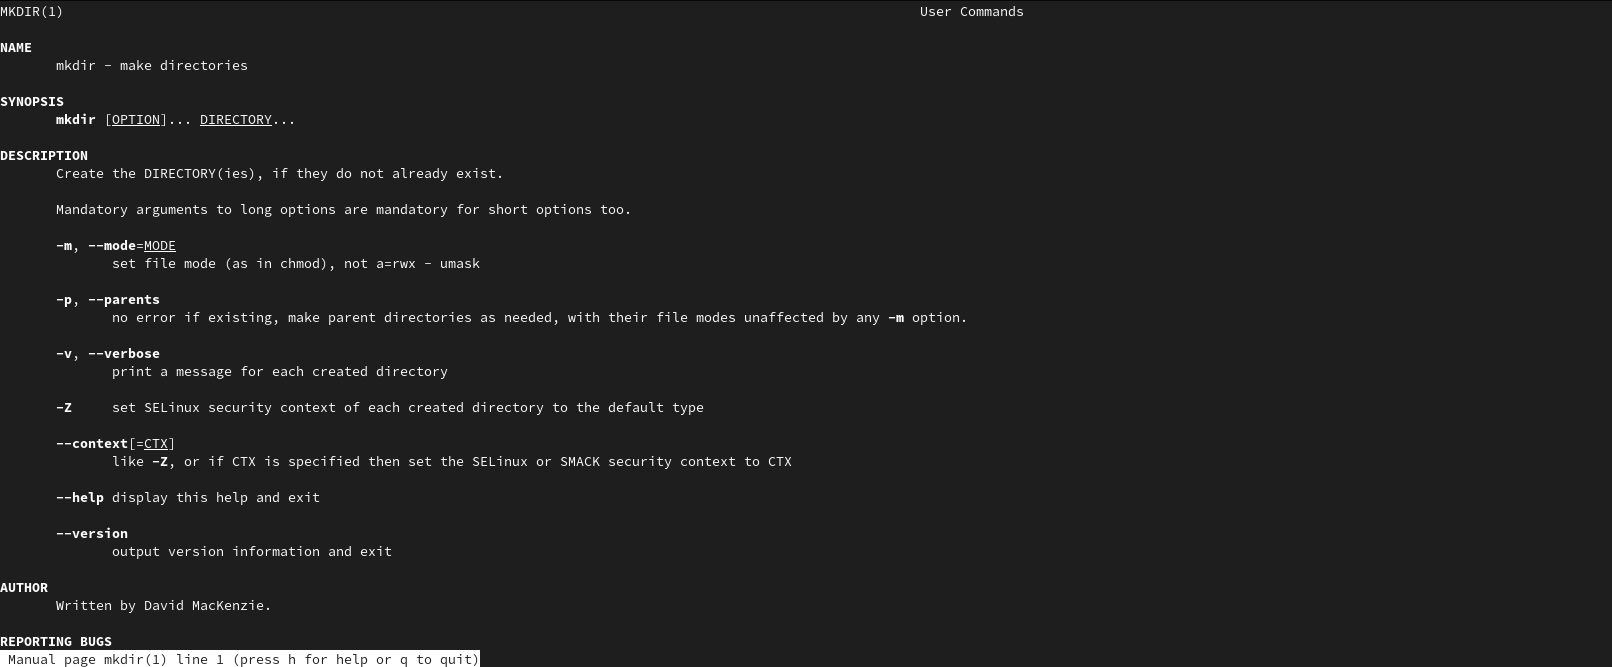 MKDIR(1) User Commands
NAME
mkdir - make directories
SYNOPSIS
mkdir [OPTION]... DIRECTORY...
DESCRIPTION
Create the DIRECTORY(ies), if they do not already exist.
Mandatory arguments to long options are mandatory for short options too.
-m, --mode=MODE
set file mode (as in chmod), not a=rwx - umask
-p, --parents
no error if existing, make parent directories as needed, with their file modes unaffected by any -m option.
-v, --verbose
print a message for each created directory
-Z set SELinux security context of each created directory to the default type
--context[=CTX]
like -Z, or if CTX is specified then set the SELinux or SMACK security context to CTX
--help display this help and exit
--version
output version information and exit
AUTHOR
Written by David MacKenzie.
REPORTING BUGS
Manual page mkdir(1) line 1 (press h for help or q to quit)